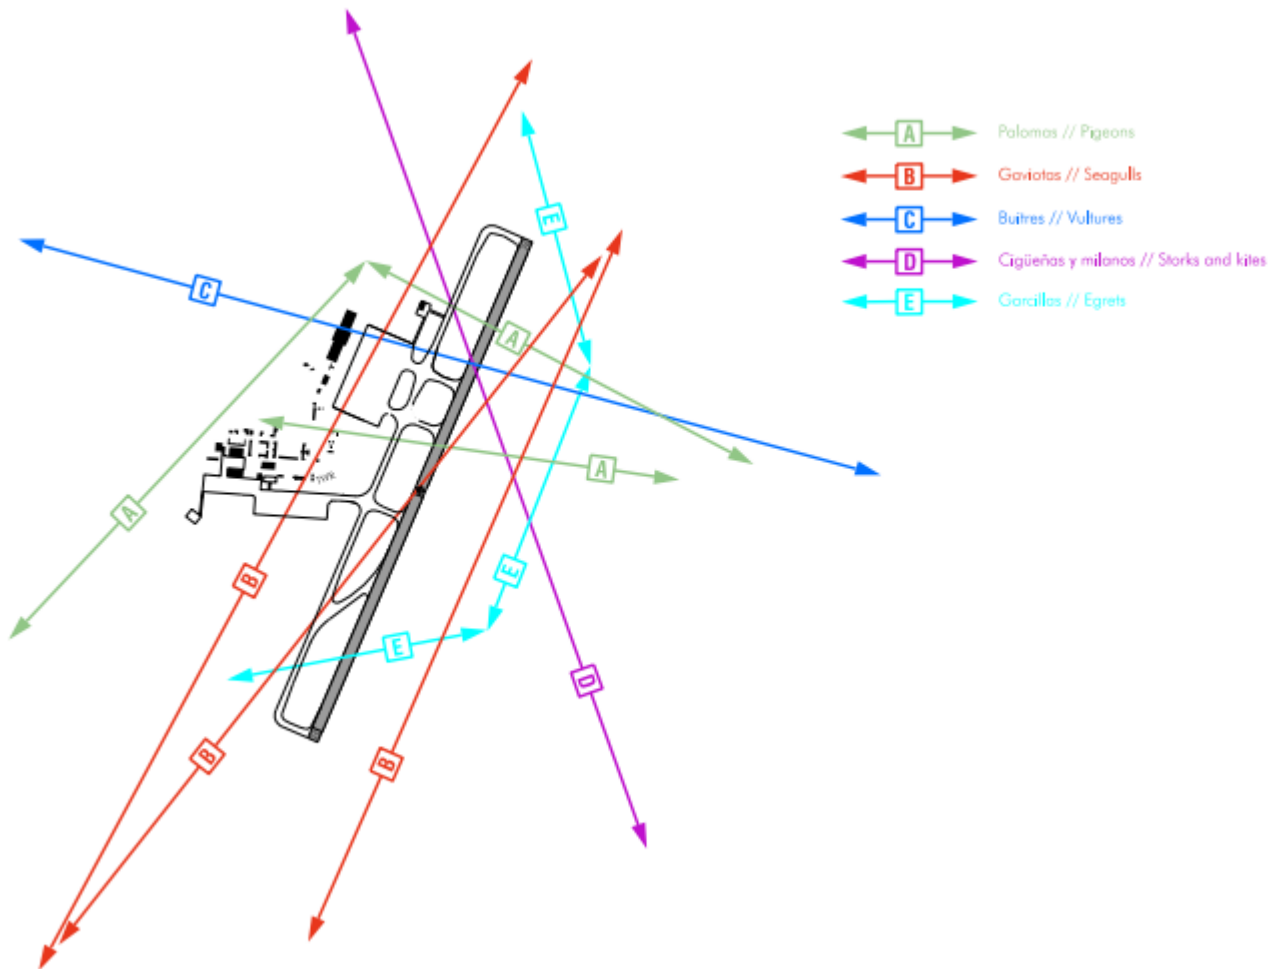 E
A Palomas // Pigeons
B Gaviotas // Seagulls
C Buitres // Vultures
D Cigüeñas y milanos // Storks and kites
E Garcillas // Egrets
C
A
A
TWR
A
B
E
E
D
B
B